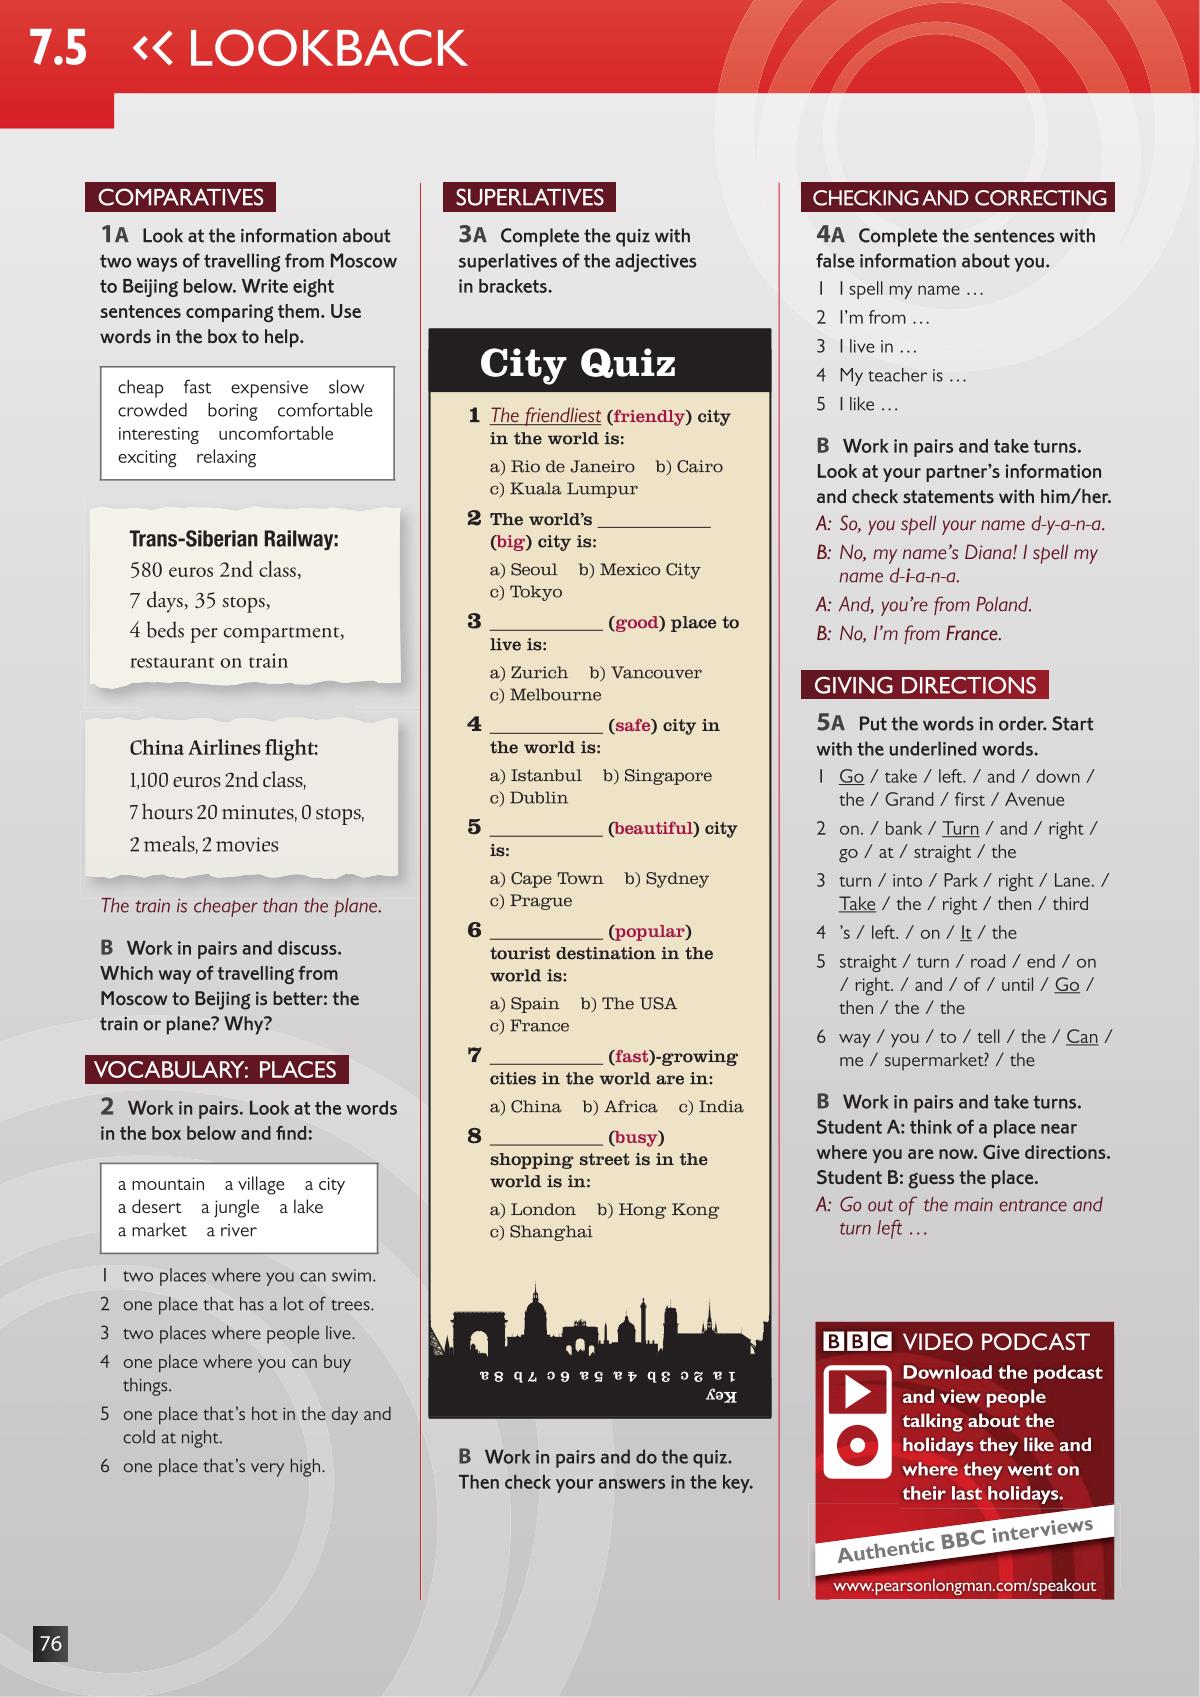 7.5 << LOOKBACK
COMPARATIVES
1A Look at the information about
two ways of travelling from Moscow
to Beijing below. Write eight
sentences comparing them. Use
words in the box to help.
cheap fast expensive slow
crowded boring comfortable
interesting uncomfortable
exciting relaxing
Trans-Siberian Railway:
580 euros 2nd class,
7 days, 35 stops,
4 beds per compartment,
restaurant on train
China Airlines flight:
1,100 euros 2nd class,
7 hours 20 minutes, 0 stops,
2 meals, 2 movies
The train is cheaper than the plane.
B Work in pairs and discuss.
Which way of travelling from
Moscow to Beijing is better: the
train or plane? Why?
VOCABULARY: PLACES
2 Work in pairs. Look at the words
in the box below and find:
a mountain a village a city
a desert a jungle a lake
a market a river
1 two places where you can swim.
2 one place that has a lot of trees.
3 two places where people live.
4 one place where you can buy
things.
5 one place that's hot in the day and
cold at night.
6 one place that's very high.
SUPERLATIVES
3A Complete the quiz with
superlatives of the adjectives
in brackets.
City Quiz
1 The friendliest (friendly) city
in the world is:
a) Rio de Janeiro b) Cairo
c) Kuala Lumpur
2 The world's ____________
(big) city is:
a) Seoul b) Mexico City
c) Tokyo
3 ____________ (good) place to
live is:
a) Zurich b) Vancouver
c) Melbourne
4 ____________ (safe) city in
the world is:
a) Istanbul b) Singapore
c) Dublin
5 ____________ (beautiful) city
is:
a) Cape Town b) Sydney
c) Prague
6 ____________ (popular)
tourist destination in the
world is:
a) Spain b) The USA
c) France
7 ____________ (fast)-growing
cities in the world are in:
a) China b) Africa c) India
8 ____________ (busy)
shopping street is in the
world is in:
a) London b) Hong Kong
c) Shanghai
Key
1 a 2 c 3 b 4 a 5 a 6 c 7 b 8 a
B Work in pairs and do the quiz.
Then check your answers in the key.
CHECKING AND CORRECTING
4A Complete the sentences with
false information about you.
1 I spell my name …
2 I'm from …
3 I live in …
4 My teacher is …
5 I like …
B Work in pairs and take turns.
Look at your partner's information
and check statements with him/her.
A: So, you spell your name d-y-a-n-a.
B: No, my name's Diana! I spell my
name d-i-a-n-a.
A: And, you're from Poland.
B: No, I'm from France.
GIVING DIRECTIONS
5A Put the words in order. Start
with the underlined words.
1 Go / take / left. / and / down /
the / Grand / first / Avenue
2 on. / bank / Turn / and / right /
go / at / straight / the
3 turn / into / Park / right / Lane. /
Take / the / right / then / third
4 's / left. / on / It / the
5 straight / turn / road / end / on
/ right. / and / of / until / Go /
then / the / the
6 way / you / to / tell / the / Can /
me / supermarket? / the
B Work in pairs and take turns.
Student A: think of a place near
where you are now. Give directions.
Student B: guess the place.
A: Go out of the main entrance and
turn left …
BBC VIDEO PODCAST
Download the podcast
and view people
talking about the
holidays they like and
where they went on
their last holidays.
Authentic BBC interviews
www.pearsonlongman.com/speakout
76